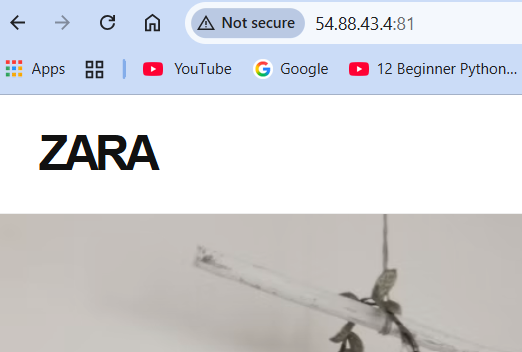 Not secure 54.88.43.4:81
Apps YouTube Google 12 Beginner Python...
ZARA